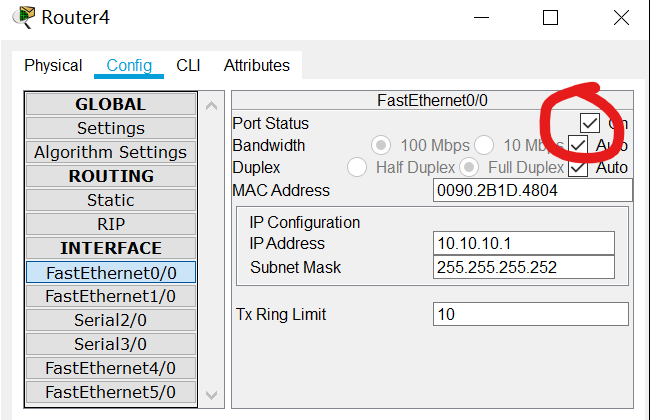 Router4
Physical Config CLI Attributes
GLOBAL
Settings
Algorithm Settings
ROUTING
Static
RIP
INTERFACE
FastEthernet0/0
FastEthernet1/0
Serial2/0
Serial3/0
FastEthernet4/0
FastEthernet5/0
FastEthernet0/0
Port Status On
Bandwidth 100 Mbps 10 Mbps Auto
Duplex Half Duplex Full Duplex Auto
MAC Address 0090.2B1D.4804
IP Configuration
IP Address 10.10.10.1
Subnet Mask 255.255.255.252
Tx Ring Limit 10